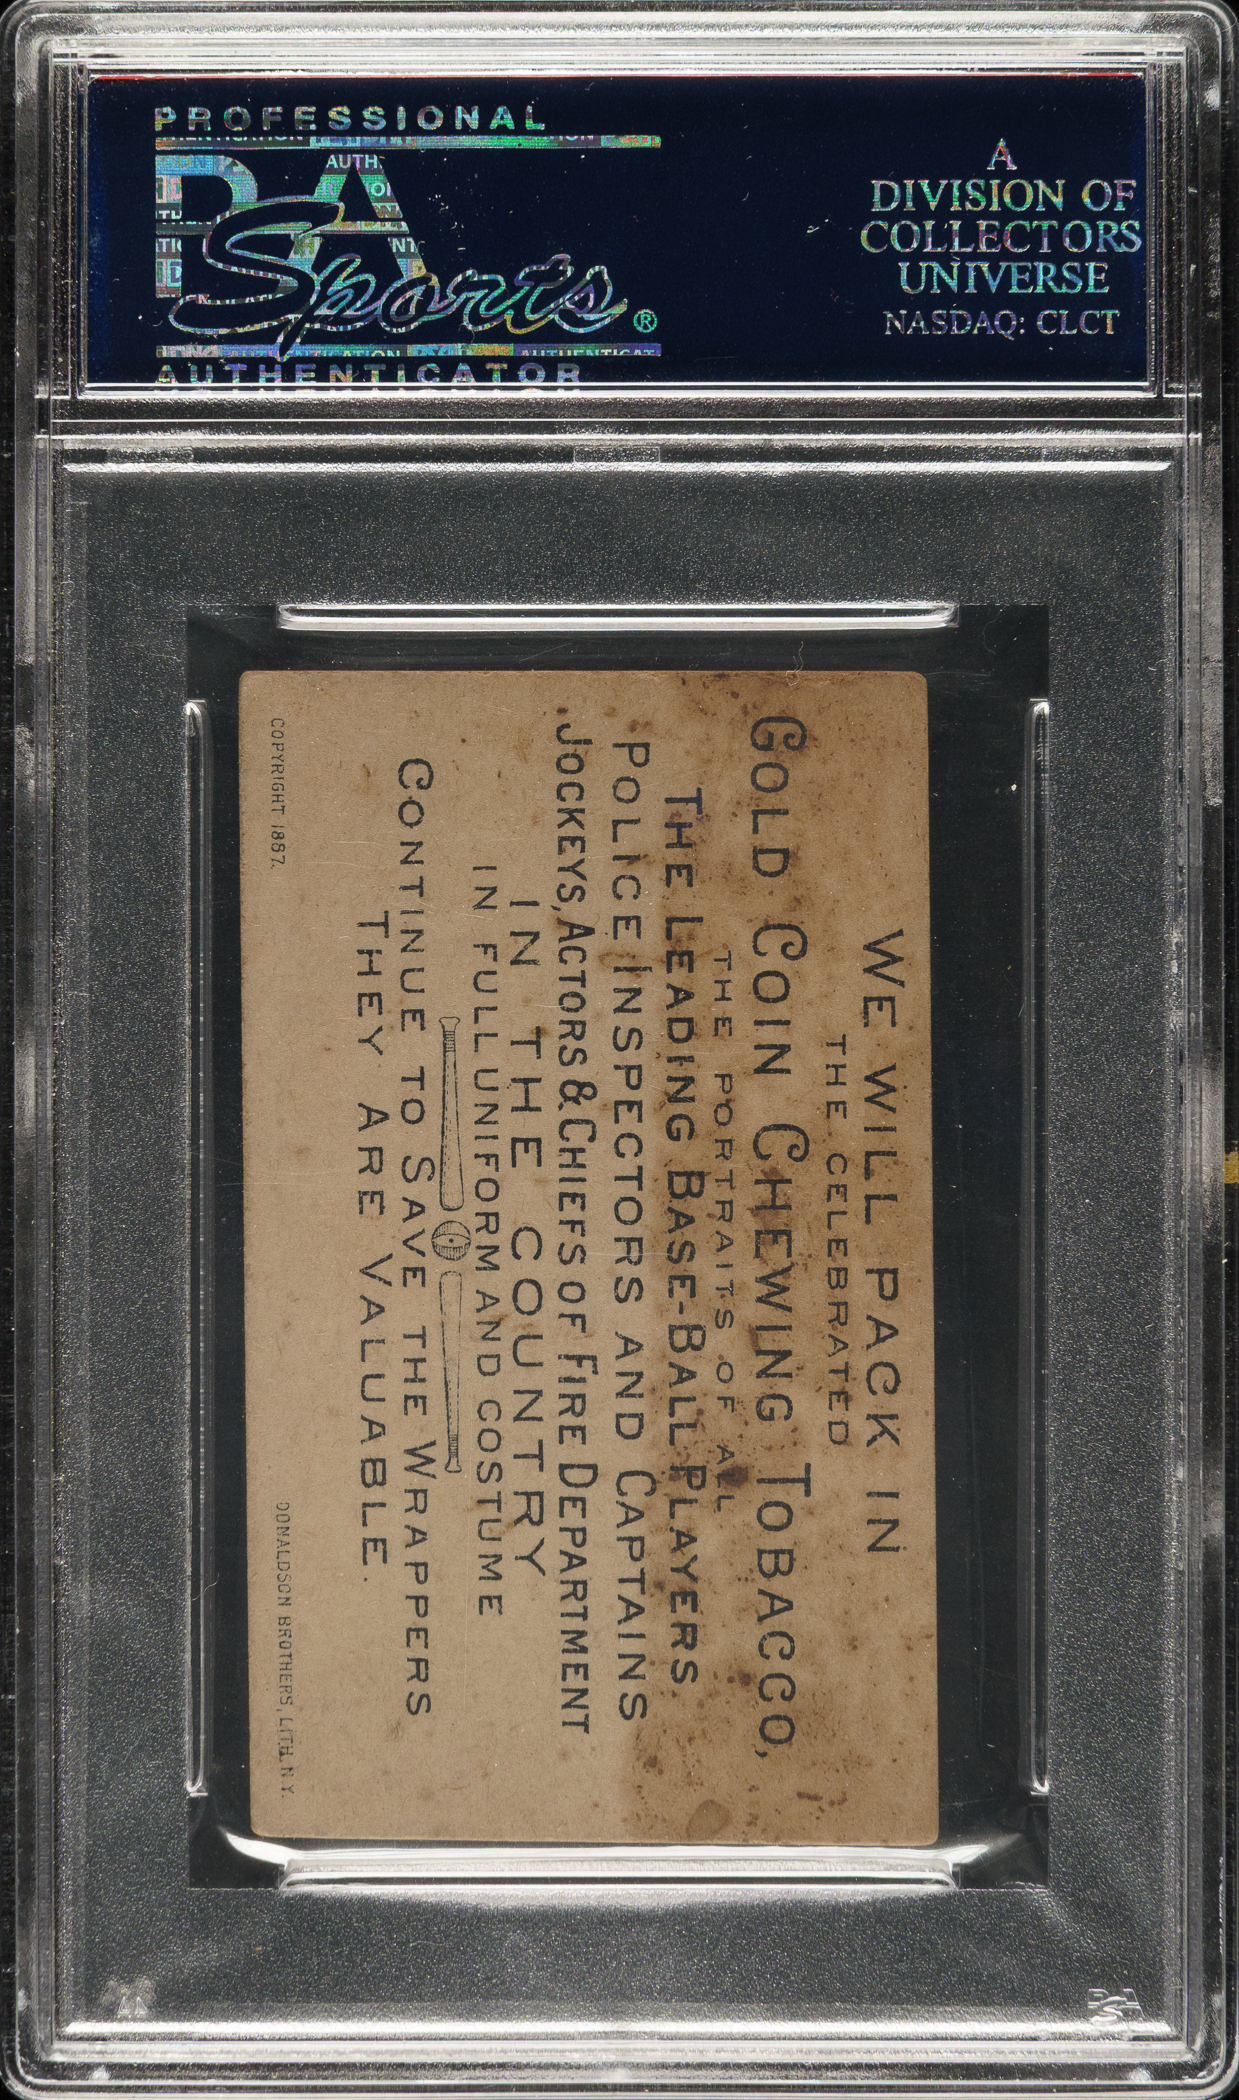 PROFESSIONAL
PSA
Sports®
AUTHENTICATOR
A
DIVISION OF
COLLECTORS
UNIVERSE
NASDAQ: CLCT
WE WILL PACK IN
THE CELEBRATED
GOLD COIN CHEWING TOBACCO,
THE PORTRAITS OF ALL
THE LEADING BASE-BALL PLAYERS
POLICE INSPECTORS AND CAPTAINS
JOCKEYS, ACTORS & CHIEFS OF FIRE DEPARTMENT
IN THE COUNTRY
IN FULL UNIFORM AND COSTUME
CONTINUE TO SAVE THE WRAPPERS
THEY ARE VALUABLE.
COPYRIGHT 1887.
DONALDSON BROTHERS, LITH. N.Y.
PSA